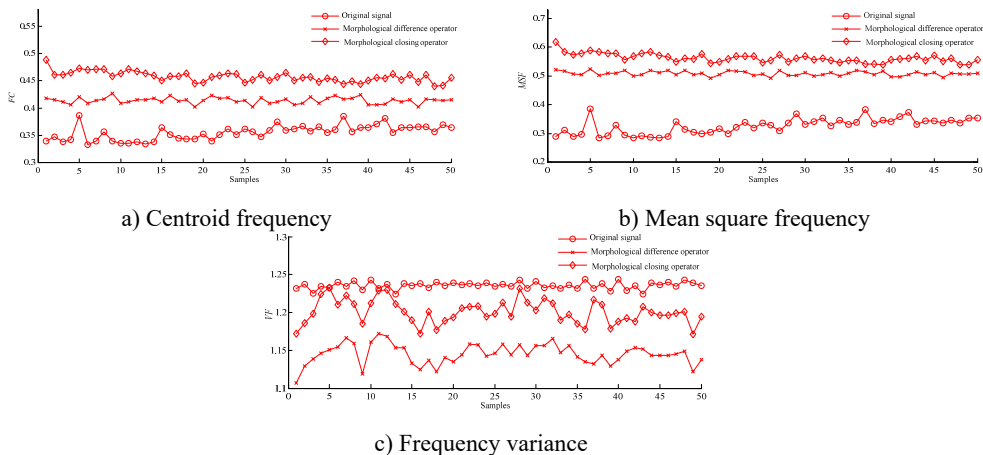 Original signal
Morphological difference operator
Morphological closing operator
0.55
0.5
0.45
0.4
0.35
0.3
FC
0 5 10 15 20 25 30 35 40 45 50
Samples
a) Centroid frequency
Original signal
Morphological difference operator
Morphological closing operator
0.7
0.6
0.5
0.4
0.3
0.2
MSF
0 5 10 15 20 25 30 35 40 45 50
Samples
b) Mean square frequency
Original signal
Morphological difference operator
Morphological closing operator
1.3
1.25
1.2
1.15
1.1
VF
0 5 10 15 20 25 30 35 40 45 50
Samples
c) Frequency variance